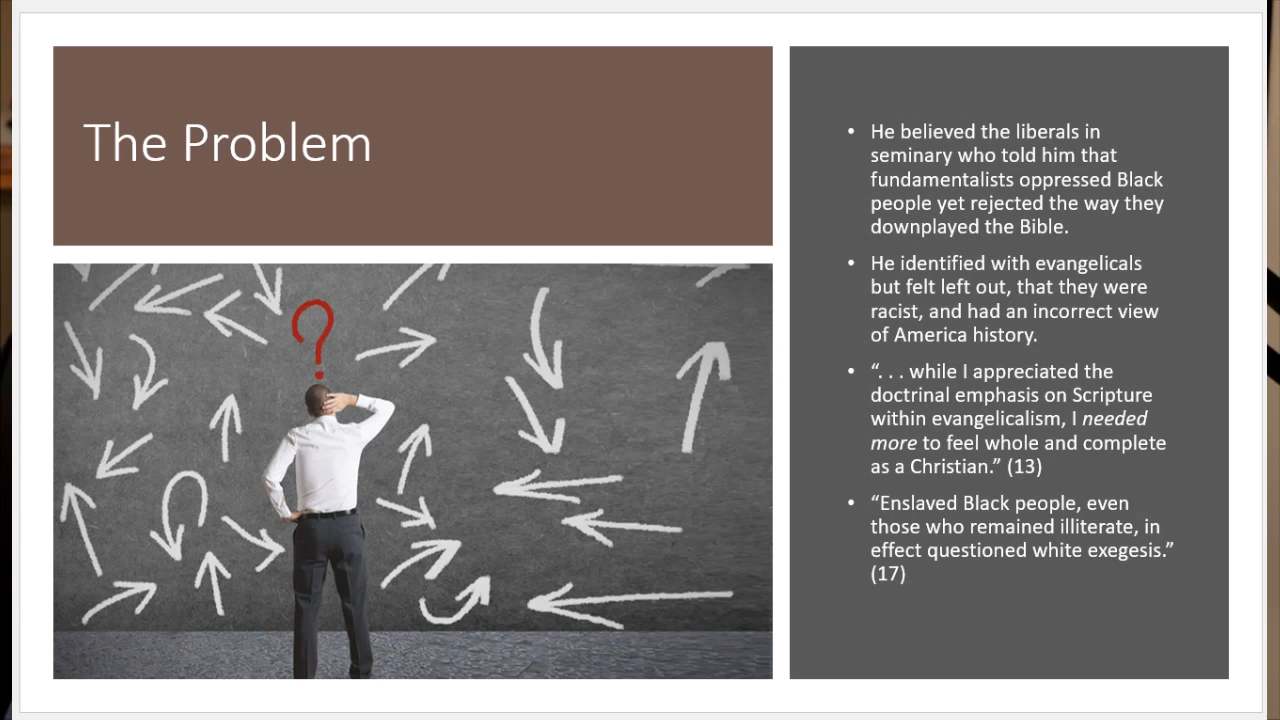 The Problem
• He believed the liberals in
seminary who told him that
fundamentalists oppressed Black
people yet rejected the way they
downplayed the Bible.
• He identified with evangelicals
but felt left out, that they were
racist, and had an incorrect view
of America history.
• “. . . while I appreciated the
doctrinal emphasis on Scripture
within evangelicalism, I needed
more to feel whole and complete
as a Christian.” (13)
• “Enslaved Black people, even
those who remained illiterate, in
effect questioned white exegesis.”
(17)
?